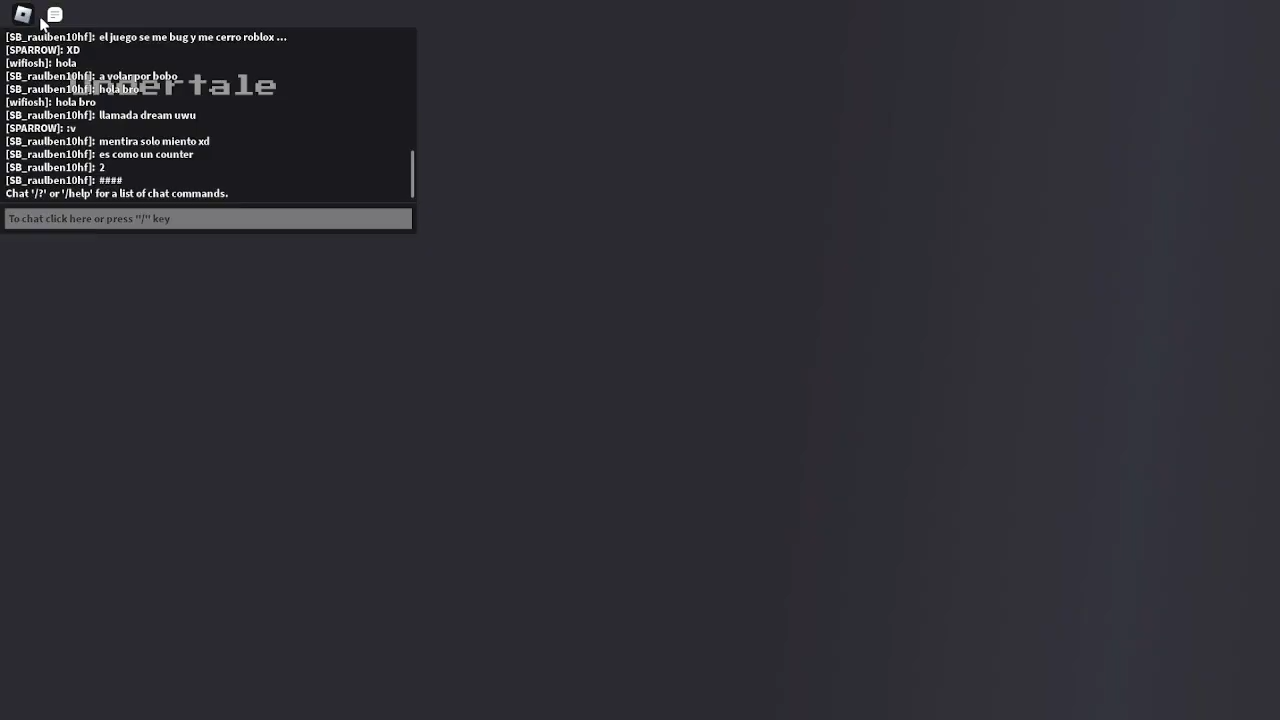 [SB_raulben10hf]: el juego se me bug y me cerro roblox ...
[SPARROW]: XD
[wifiosh]: hola
[SB_raulben10hf]: a volar por bobo
Undertale
[SB_raulben10hf]: hola bro
[wifiosh]: hola bro
[SB_raulben10hf]: llamada dream uwu
[SPARROW]: :v
[SB_raulben10hf]: mentira solo miento xd
[SB_raulben10hf]: es como un counter
[SB_raulben10hf]: 2
[SB_raulben10hf]: ####
Chat '/?' or '/help' for a list of chat commands.
To chat click here or press "/" key